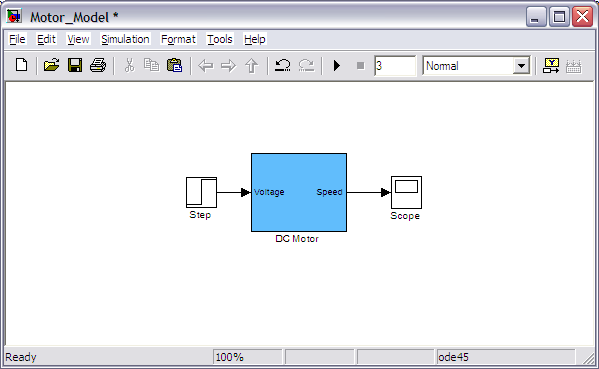 Motor_Model *
File Edit View Simulation Format Tools Help
3 Normal
Voltage Speed
Step
Scope
DC Motor
Ready 100% ode45